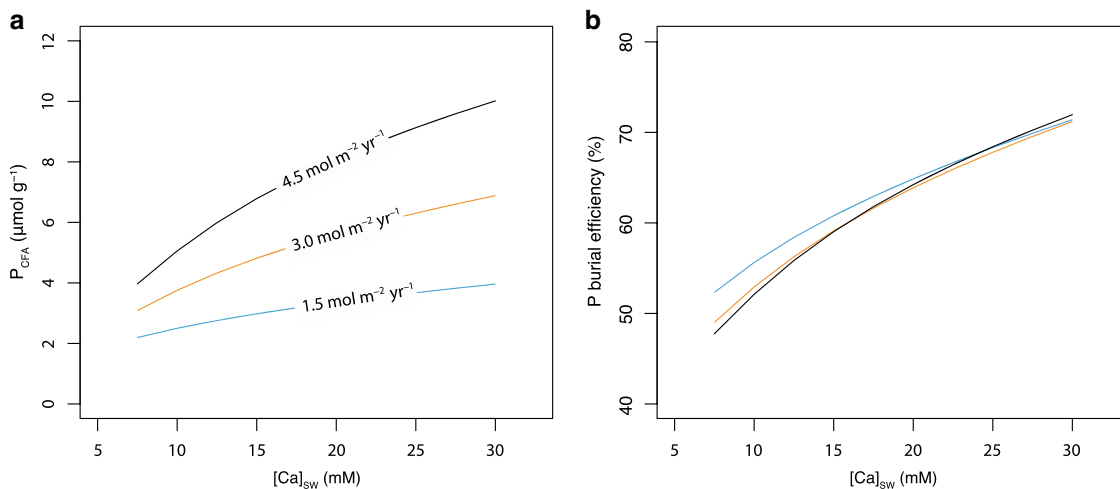 a
12
10
8
6
4
2
0
P_CFA (μmol g⁻¹)
4.5 mol m⁻² yr⁻¹
3.0 mol m⁻² yr⁻¹
1.5 mol m⁻² yr⁻¹
5 10 15 20 25 30
[Ca]_SW (mM)
b
80
70
60
50
40
P burial efficiency (%)
5 10 15 20 25 30
[Ca]_SW (mM)